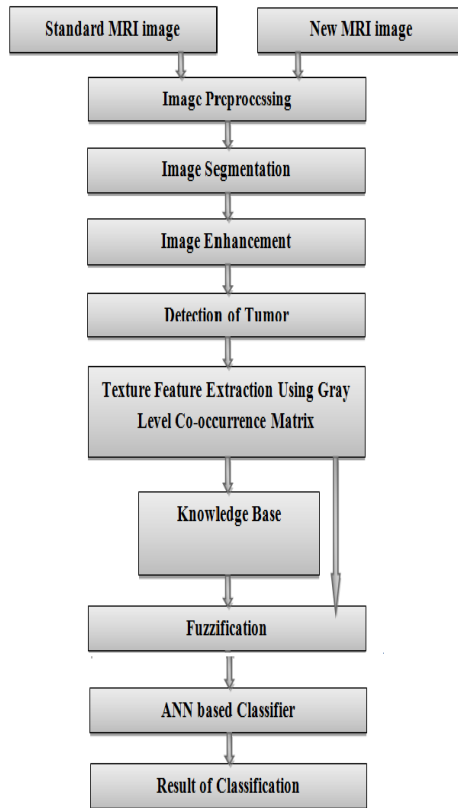 Standard MRI image
New MRI image
Image Preprocessing
Image Segmentation
Image Enhancement
Detection of Tumor
Texture Feature Extraction Using Gray
Level Co-occurrence Matrix
Knowledge Base
Fuzzification
ANN based Classifier
Result of Classification